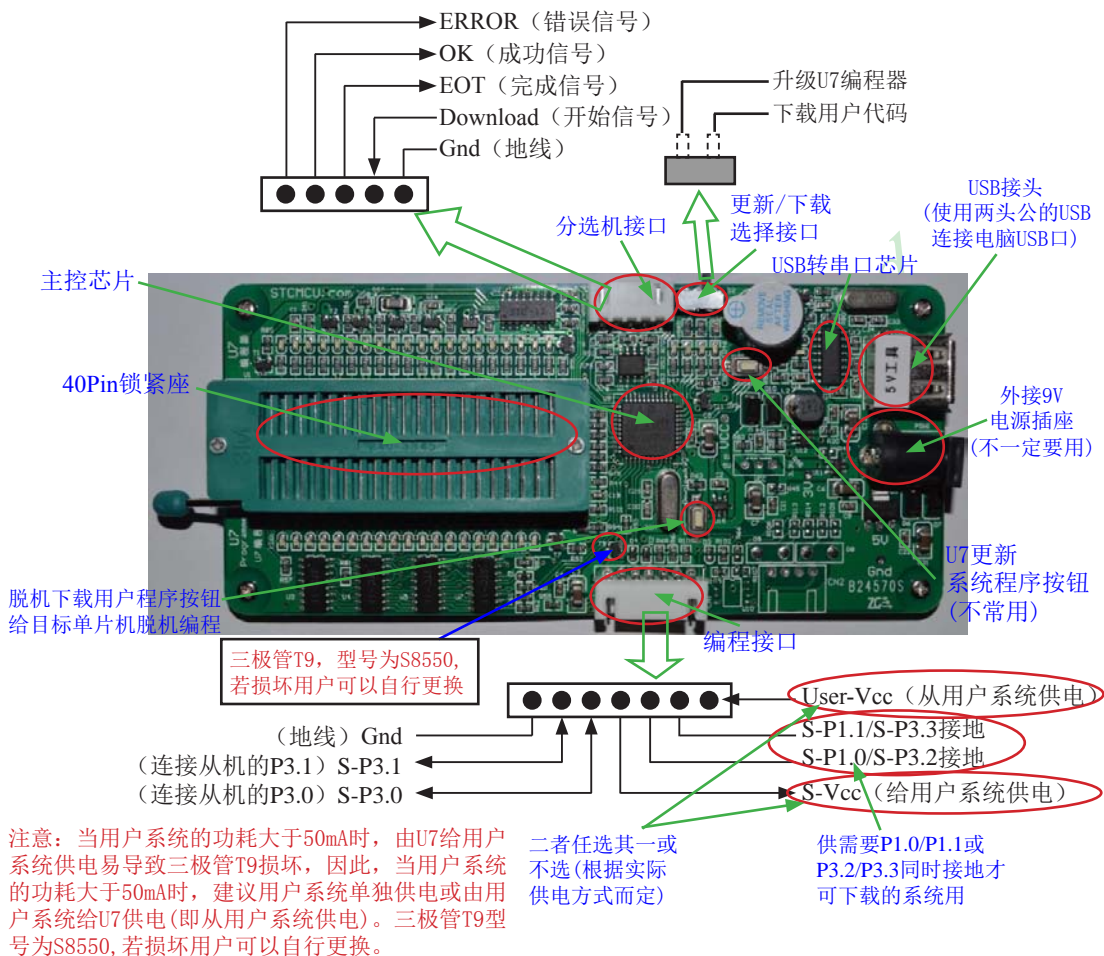 ERROR（错误信号）
OK（成功信号）
EOT（完成信号）
Download（开始信号）
Gnd（地线）
升级U7编程器
下载用户代码
USB接头
(使用两头公的USB
连接电脑USB口)
分选机接口
更新/下载
选择接口
USB转串口芯片
主控芯片
40Pin锁紧座
外接9V
电源插座
(不一定要用)
STCMCU.com
REMOVE
SEAL
AFTER
WASHING
5V工具
U7
3M
VCC
3V
5V
Gnd
B24570S
CN2
U7
U7更新
系统程序按钮
(不常用)
脱机下载用户程序按钮
给目标单片机脱机编程
三极管T9，型号为S8550,
若损坏用户可以自行更换
编程接口
User-Vcc（从用户系统供电）
S-P1.1/S-P3.3接地
S-P1.0/S-P3.2接地
S-Vcc（给用户系统供电）
（地线）Gnd
（连接从机的P3.1）S-P3.1
（连接从机的P3.0）S-P3.0
注意：当用户系统的功耗大于50mA时，由U7给用户
系统供电易导致三极管T9损坏，因此，当用户系统
的功耗大于50mA时，建议用户系统单独供电或由用
户系统给U7供电(即从用户系统供电)。三极管T9型
号为S8550,若损坏用户可以自行更换。
二者任选其一或
不选(根据实际
供电方式而定)
供需要P1.0/P1.1或
P3.2/P3.3同时接地才
可下载的系统用